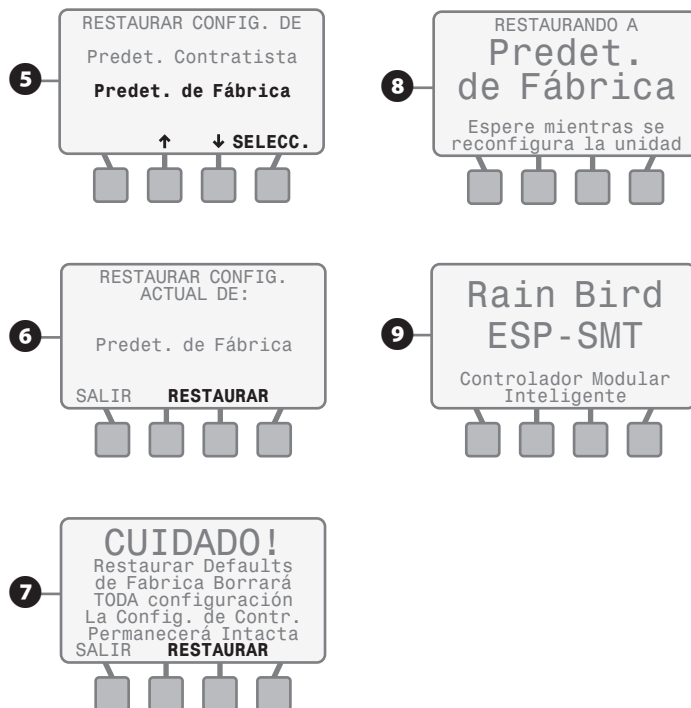 5
RESTAURAR CONFIG. DE
Predet. Contratista
Predet. de Fábrica
↑ ↓ SELECC.
6
RESTAURAR CONFIG.
ACTUAL DE:
Predet. de Fábrica
SALIR RESTAURAR
7
CUIDADO!
Restaurar Defaults
de Fabrica Borrará
TODA configuración
La Config. de Contr.
Permanecerá Intacta
SALIR RESTAURAR
8
RESTAURANDO A
Predet.
de Fábrica
Espere mientras se
reconfigura la unidad
9
Rain Bird
ESP-SMT
Controlador Modular
Inteligente